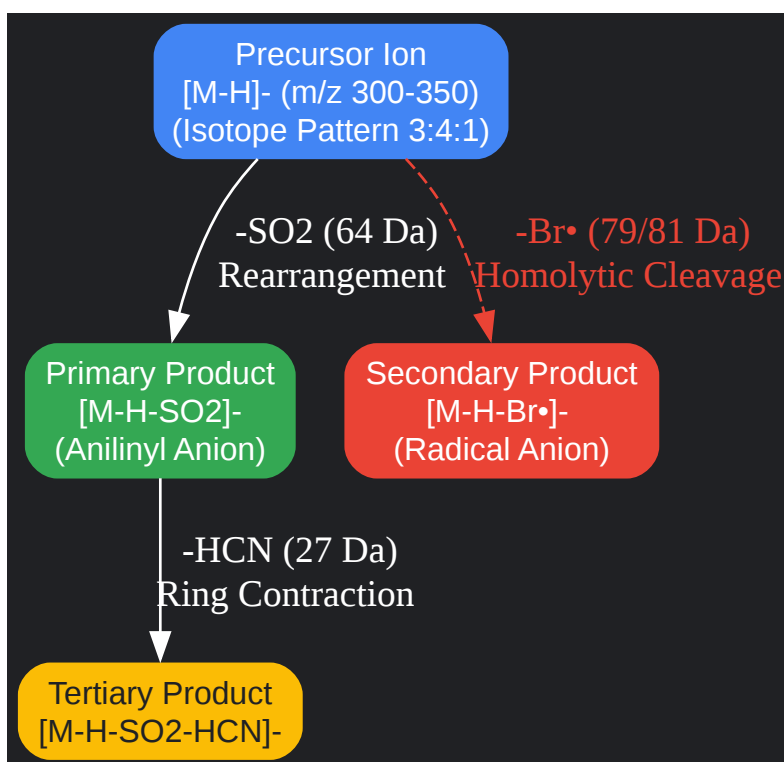 Precursor Ion
[M-H]- (m/z 300-350)
(Isotope Pattern 3:4:1)
-SO2 (64 Da)
Rearrangement
-Br• (79/81 Da)
Homolytic Cleavage
Primary Product
[M-H-SO2]-
(Anilinyl Anion)
Secondary Product
[M-H-Br•]-
(Radical Anion)
-HCN (27 Da)
Ring Contraction
Tertiary Product
[M-H-SO2-HCN]-